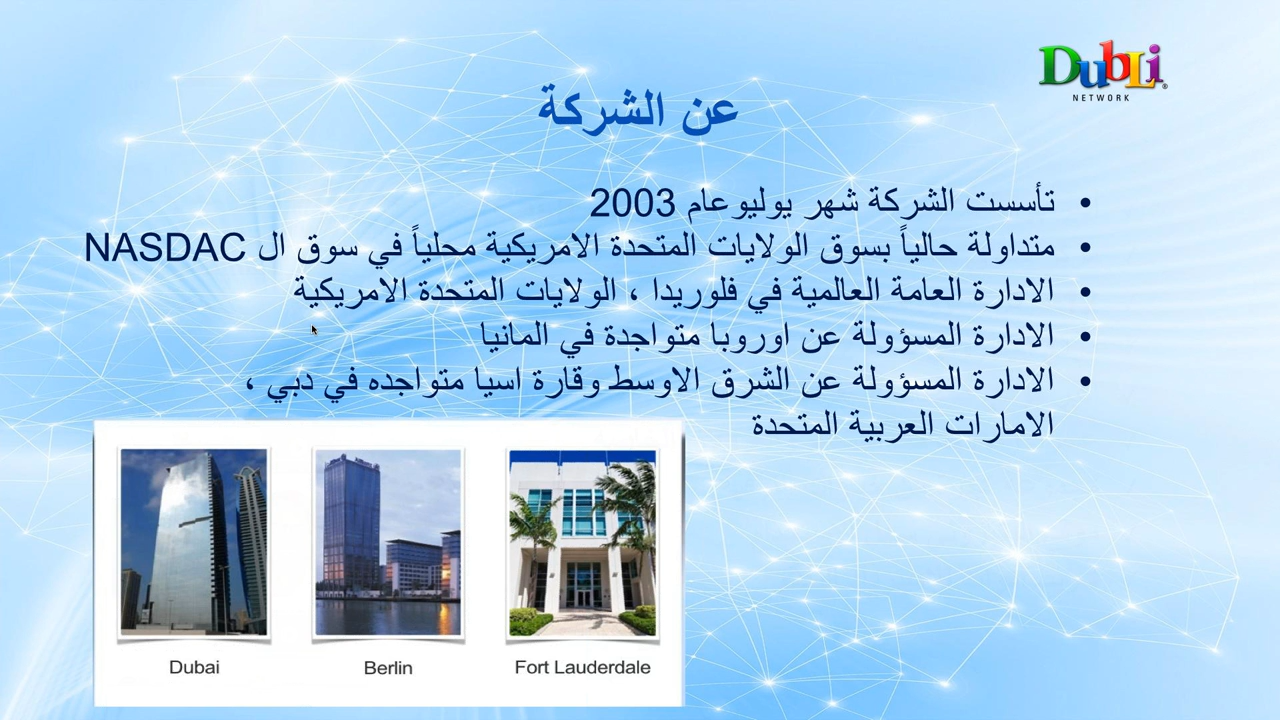 DubLi®
NETWORK
عن الشركة
• تأسست الشركة شهر يوليوعام 2003
• متداولة حالياً بسوق الولايات المتحدة الامريكية محلياً في سوق ال NASDAC
• الادارة العامة العالمية في فلوريدا ، الولايات المتحدة الامريكية
• الادارة المسؤولة عن اوروبا متواجدة في المانيا
• الادارة المسؤولة عن الشرق الاوسط وقارة اسيا متواجده في دبي ،
الامارات العربية المتحدة
Dubai
Berlin
Fort Lauderdale